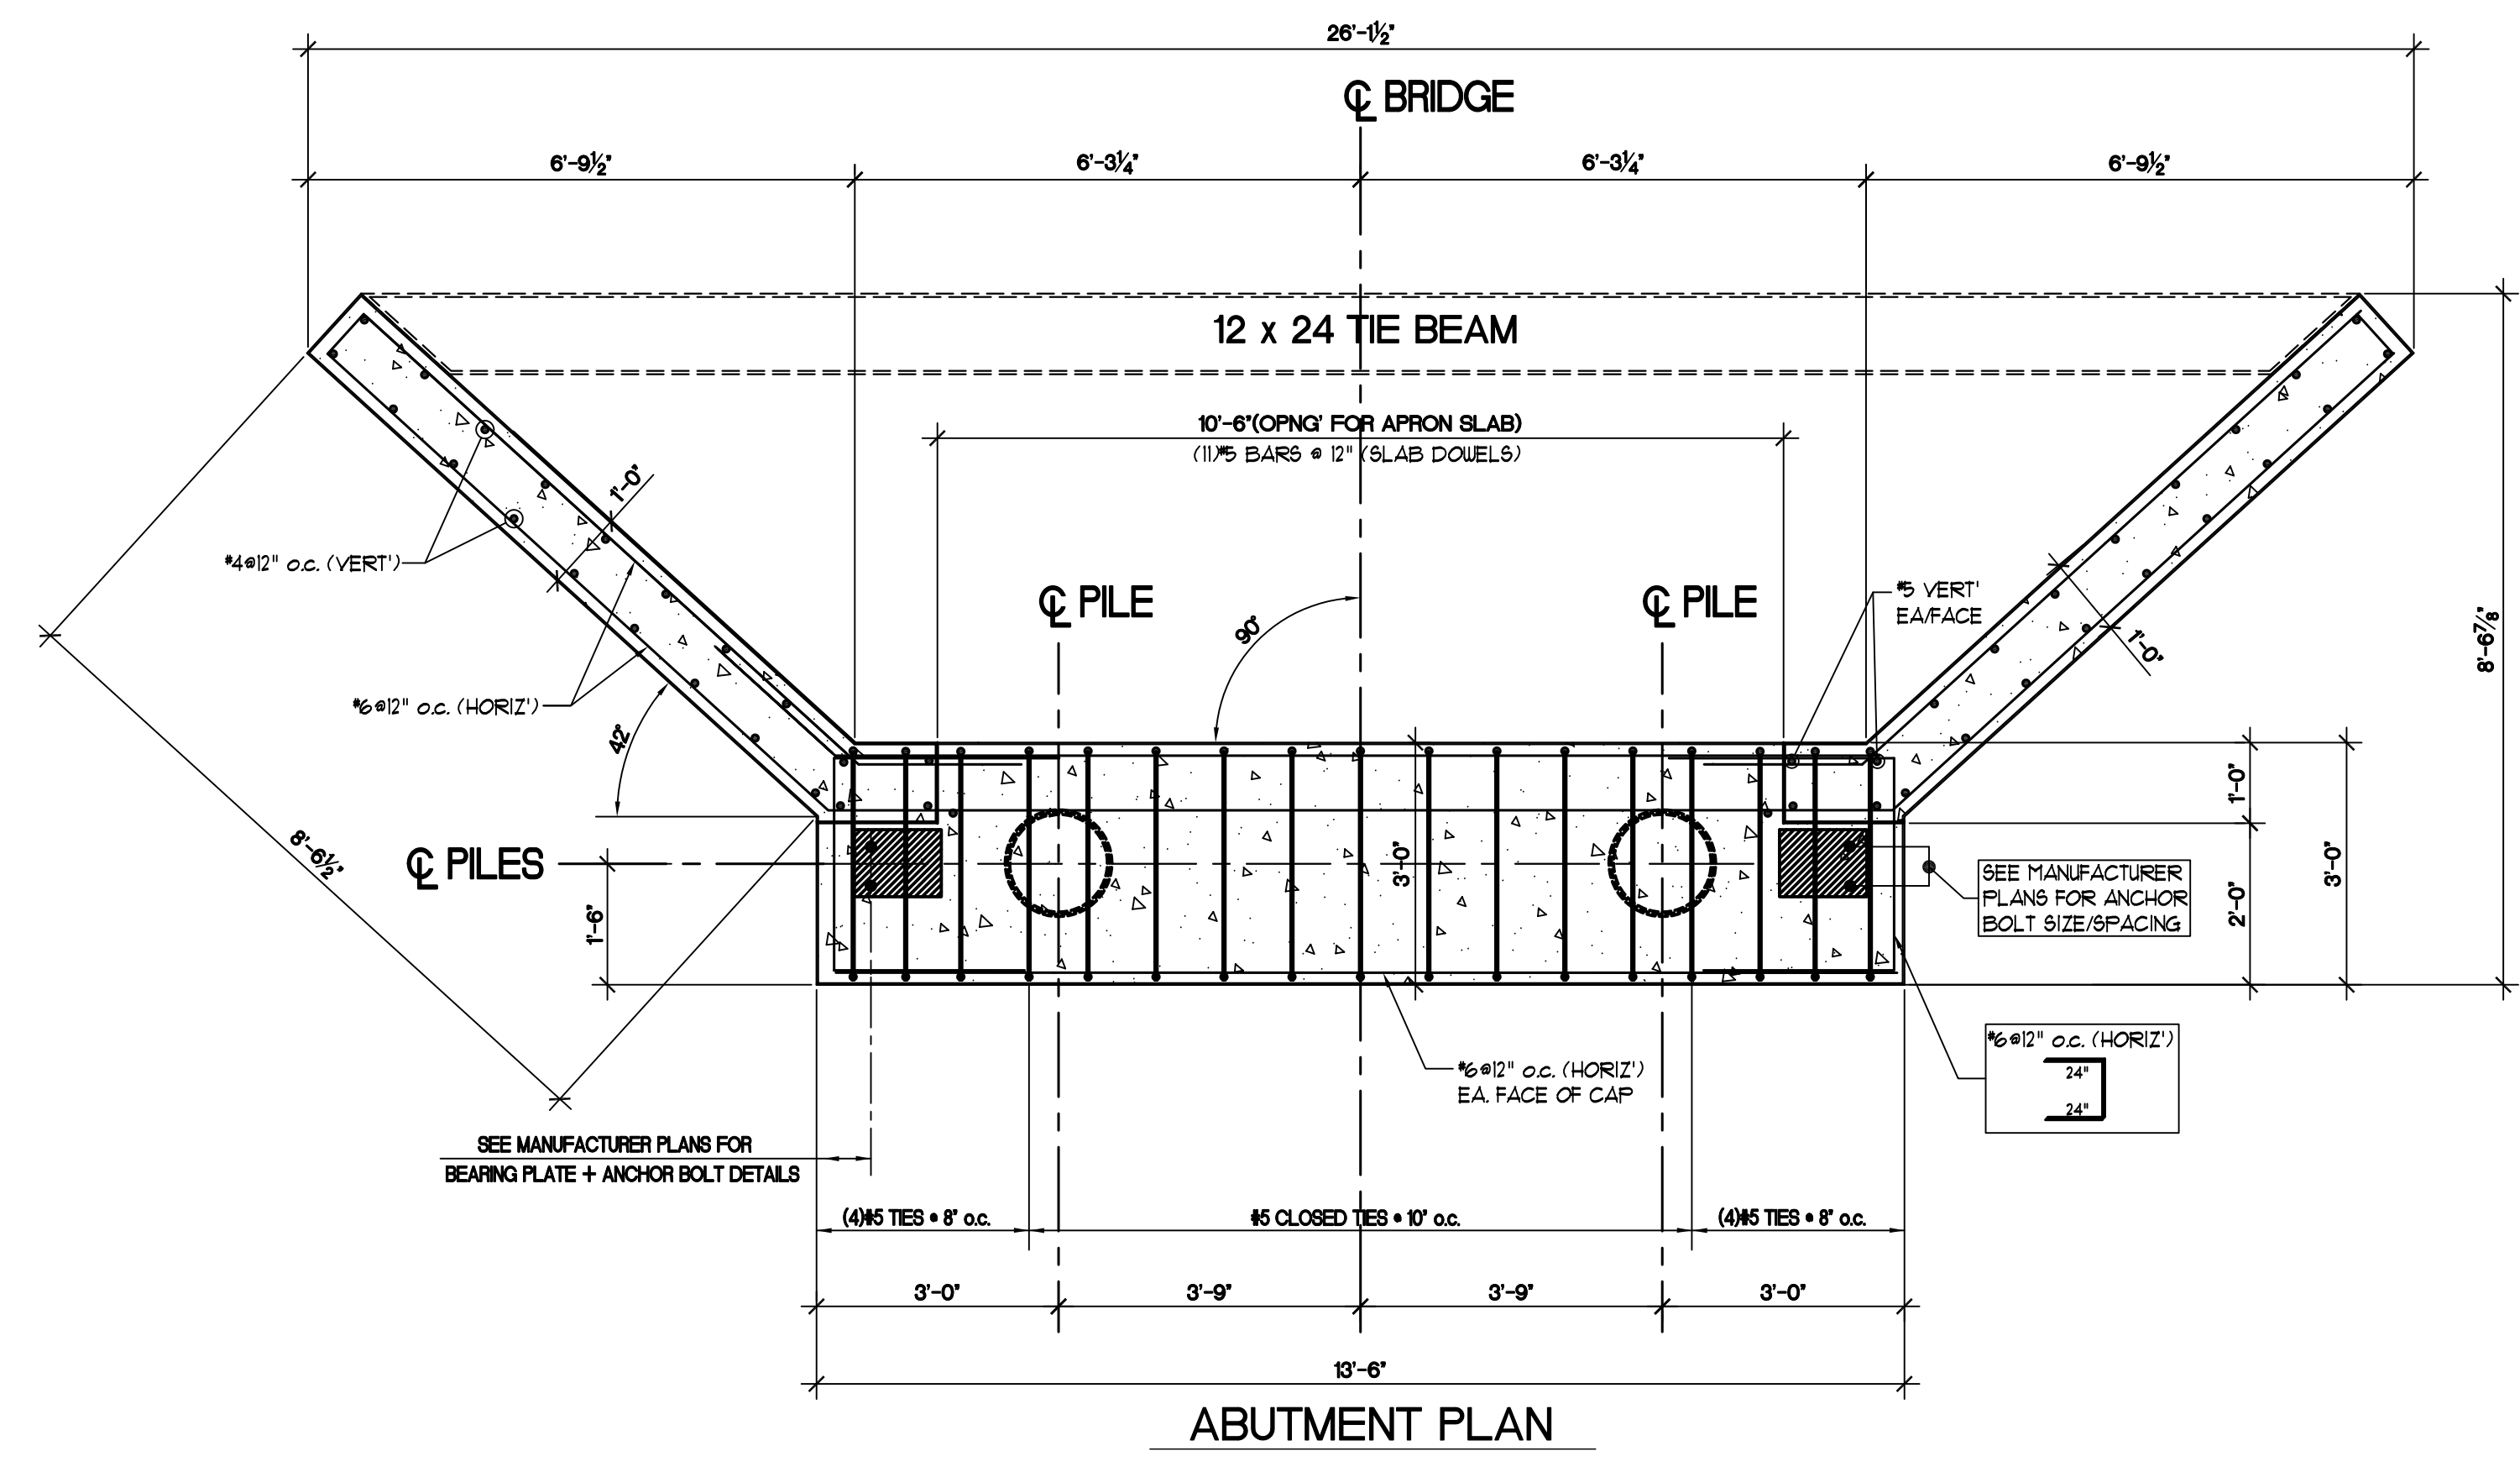 26'-1½"
℄ BRIDGE
6'-9½"
6'-3¼"
6'-3¼"
6'-9½"
12 x 24 TIE BEAM
10'-6"(OPNG' FOR APRON SLAB)
(11)#5 BARS @ 12" (SLAB DOWELS)
1'-0"
#4@12" O.C. (VERT')
℄ PILE
℄ PILE
#5 VERT'
EA/FACE
90°
1'-0"
8'-6⅞"
#6@12" O.C. (HORIZ')
42°
1'-0"
8'-6½"
℄ PILES
3'-0"
3'-0"
SEE MANUFACTURER
PLANS FOR ANCHOR
BOLT SIZE/SPACING
1'-6"
2'-0"
#6@12" O.C. (HORIZ')
24"
24"
#6@12" O.C. (HORIZ')
EA. FACE OF CAP
SEE MANUFACTURER PLANS FOR
BEARING PLATE + ANCHOR BOLT DETAILS
(4)#5 TIES @ 8" o.c.
#5 CLOSED TIES @ 10" o.c.
(4)#5 TIES @ 8" o.c.
3'-0"
3'-9"
3'-9"
3'-0"
13'-6"
ABUTMENT PLAN